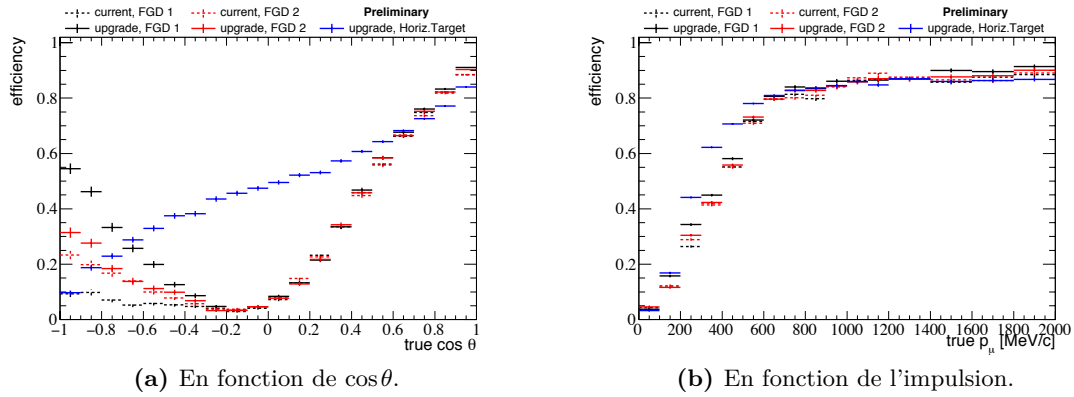 current, FGD 1 current, FGD 2 Preliminary
upgrade, FGD 1 upgrade, FGD 2 upgrade, Horiz.Target
efficiency
1
0.8
0.6
0.4
0.2
0
−1 −0.8 −0.6 −0.4 −0.2 0 0.2 0.4 0.6 0.8 1
true cos θ
(a) En fonction de cos θ.
current, FGD 1 current, FGD 2 Preliminary
upgrade, FGD 1 upgrade, FGD 2 upgrade, Horiz.Target
efficiency
1
0.8
0.6
0.4
0.2
0
0 200 400 600 800 1000 1200 1400 1600 1800 2000
true pμ [MeV/c]
(b) En fonction de l'impulsion.